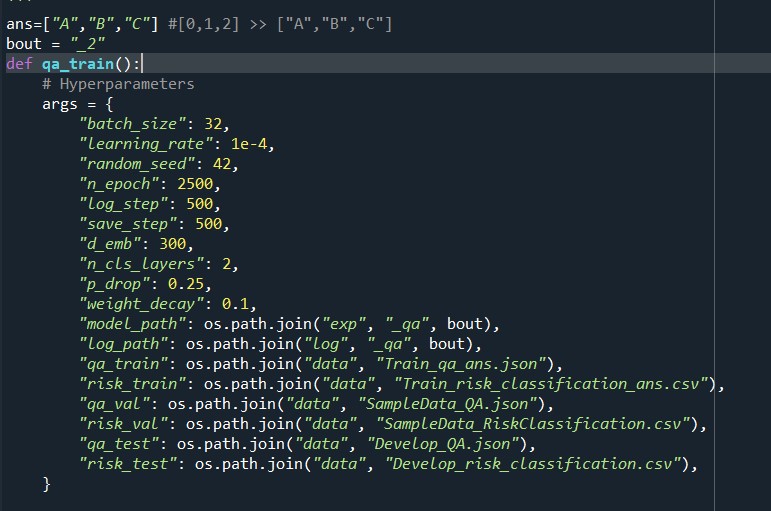 ans=["A","B","C"] #[0,1,2] >> ["A","B","C"]
bout = "_2"
def qa_train():
    # Hyperparameters
    args = {
        "batch_size": 32,
        "learning_rate": 1e-4,
        "random_seed": 42,
        "n_epoch": 2500,
        "log_step": 500,
        "save_step": 500,
        "d_emb": 300,
        "n_cls_layers": 2,
        "p_drop": 0.25,
        "weight_decay": 0.1,
        "model_path": os.path.join("exp", "_qa", bout),
        "log_path": os.path.join("log", "_qa", bout),
        "qa_train": os.path.join("data", "Train_qa_ans.json"),
        "risk_train": os.path.join("data", "Train_risk_classification_ans.csv"),
        "qa_val": os.path.join("data", "SampleData_QA.json"),
        "risk_val": os.path.join("data", "SampleData_RiskClassification.csv"),
        "qa_test": os.path.join("data", "Develop_QA.json"),
        "risk_test": os.path.join("data", "Develop_risk_classification.csv"),
    }